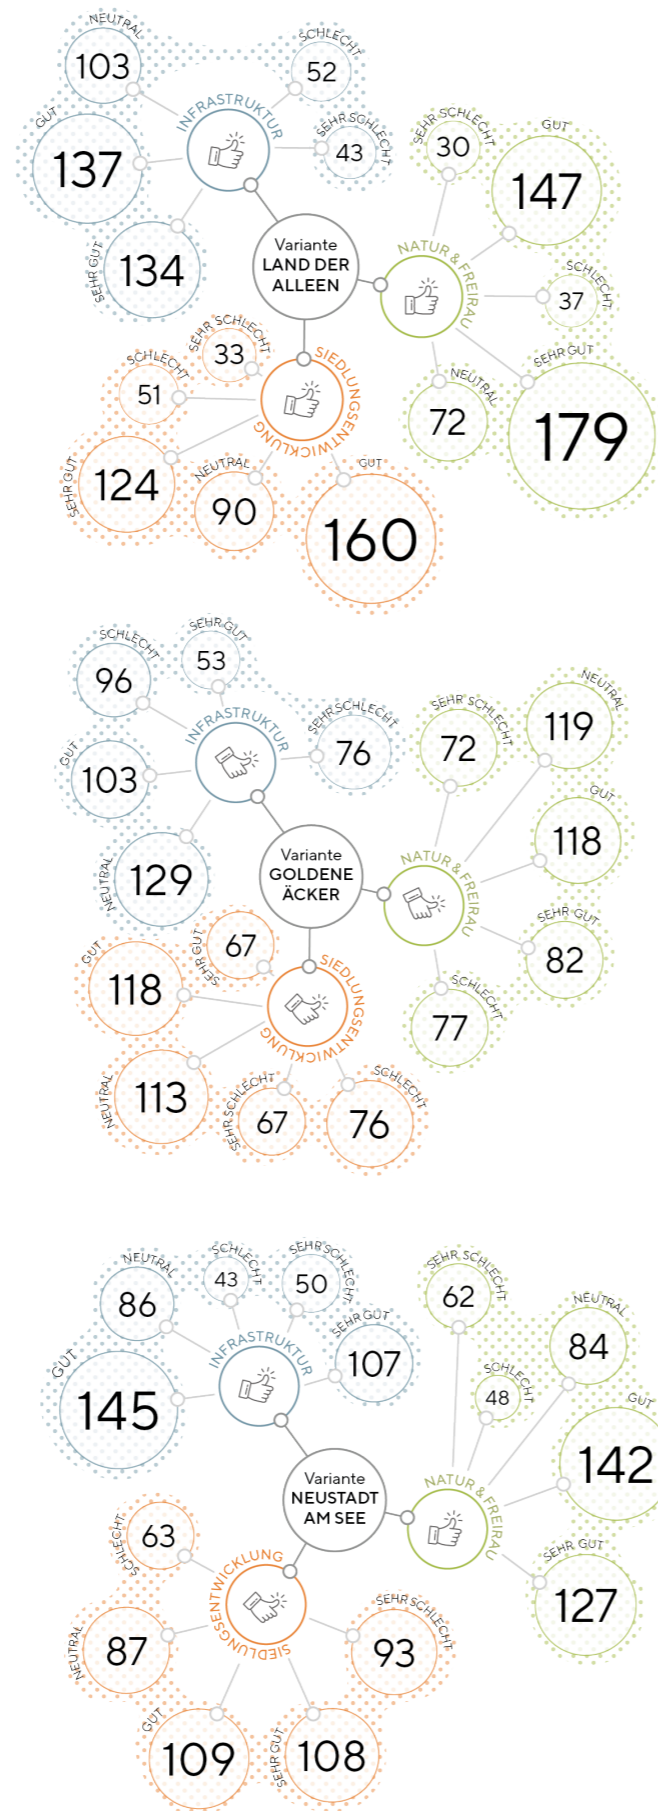 NEUTRAL
103
SCHLECHT
52
INFRASTRUKTUR
SEHR SCHLECHT
43
GUT
137
SEHR GUT
134
SEHR SCHLECHT
30
GUT
147
Variante
LAND DER
ALLEEN
NATUR & FREIRAU
SCHLECHT
37
SEHR GUT
179
NEUTRAL
72
SEHR SCHLECHT
33
SCHLECHT
51
SIEDLUNGSENTWICKLUNG
SEHR GUT
124
NEUTRAL
90
GUT
160
SCHLECHT
96
SEHR GUT
53
INFRASTRUKTUR
SEHR SCHLECHT
76
GUT
103
NEUTRAL
129
SEHR SCHLECHT
72
NEUTRAL
119
GUT
118
Variante
GOLDENE
ÄCKER
NATUR & FREIRAU
SEHR GUT
82
SCHLECHT
77
SEHR GUT
67
GUT
118
SIEDLUNGSENTWICKLUNG
NEUTRAL
113
SEHR SCHLECHT
67
SCHLECHT
76
NEUTRAL
86
SCHLECHT
43
SEHR SCHLECHT
50
SEHR GUT
107
INFRASTRUKTUR
GUT
145
SEHR SCHLECHT
62
NEUTRAL
84
SCHLECHT
48
GUT
142
Variante
NEUSTADT
AM SEE
NATUR & FREIRAU
SEHR GUT
127
SCHLECHT
63
SIEDLUNGSENTWICKLUNG
NEUTRAL
87
SEHR SCHLECHT
93
GUT
109
SEHR GUT
108